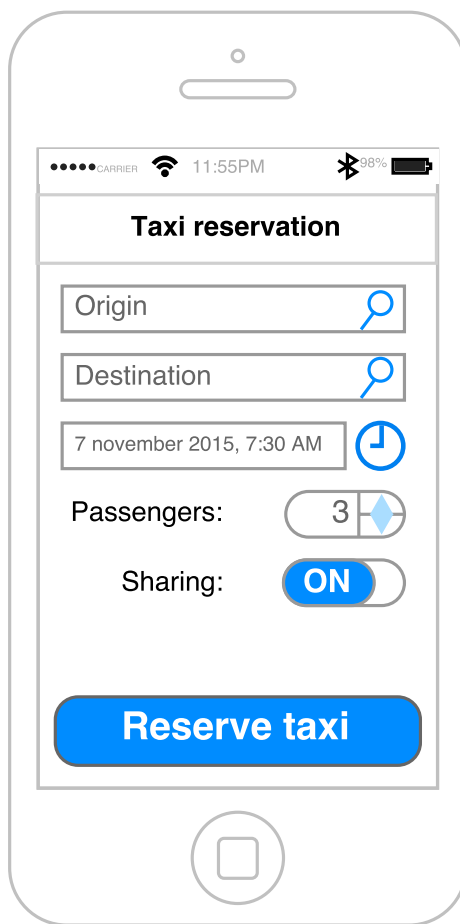 CARRIER 11:55PM 98%
Taxi reservation
Origin
Destination
7 november 2015, 7:30 AM
Passengers: 3
Sharing: ON
Reserve taxi